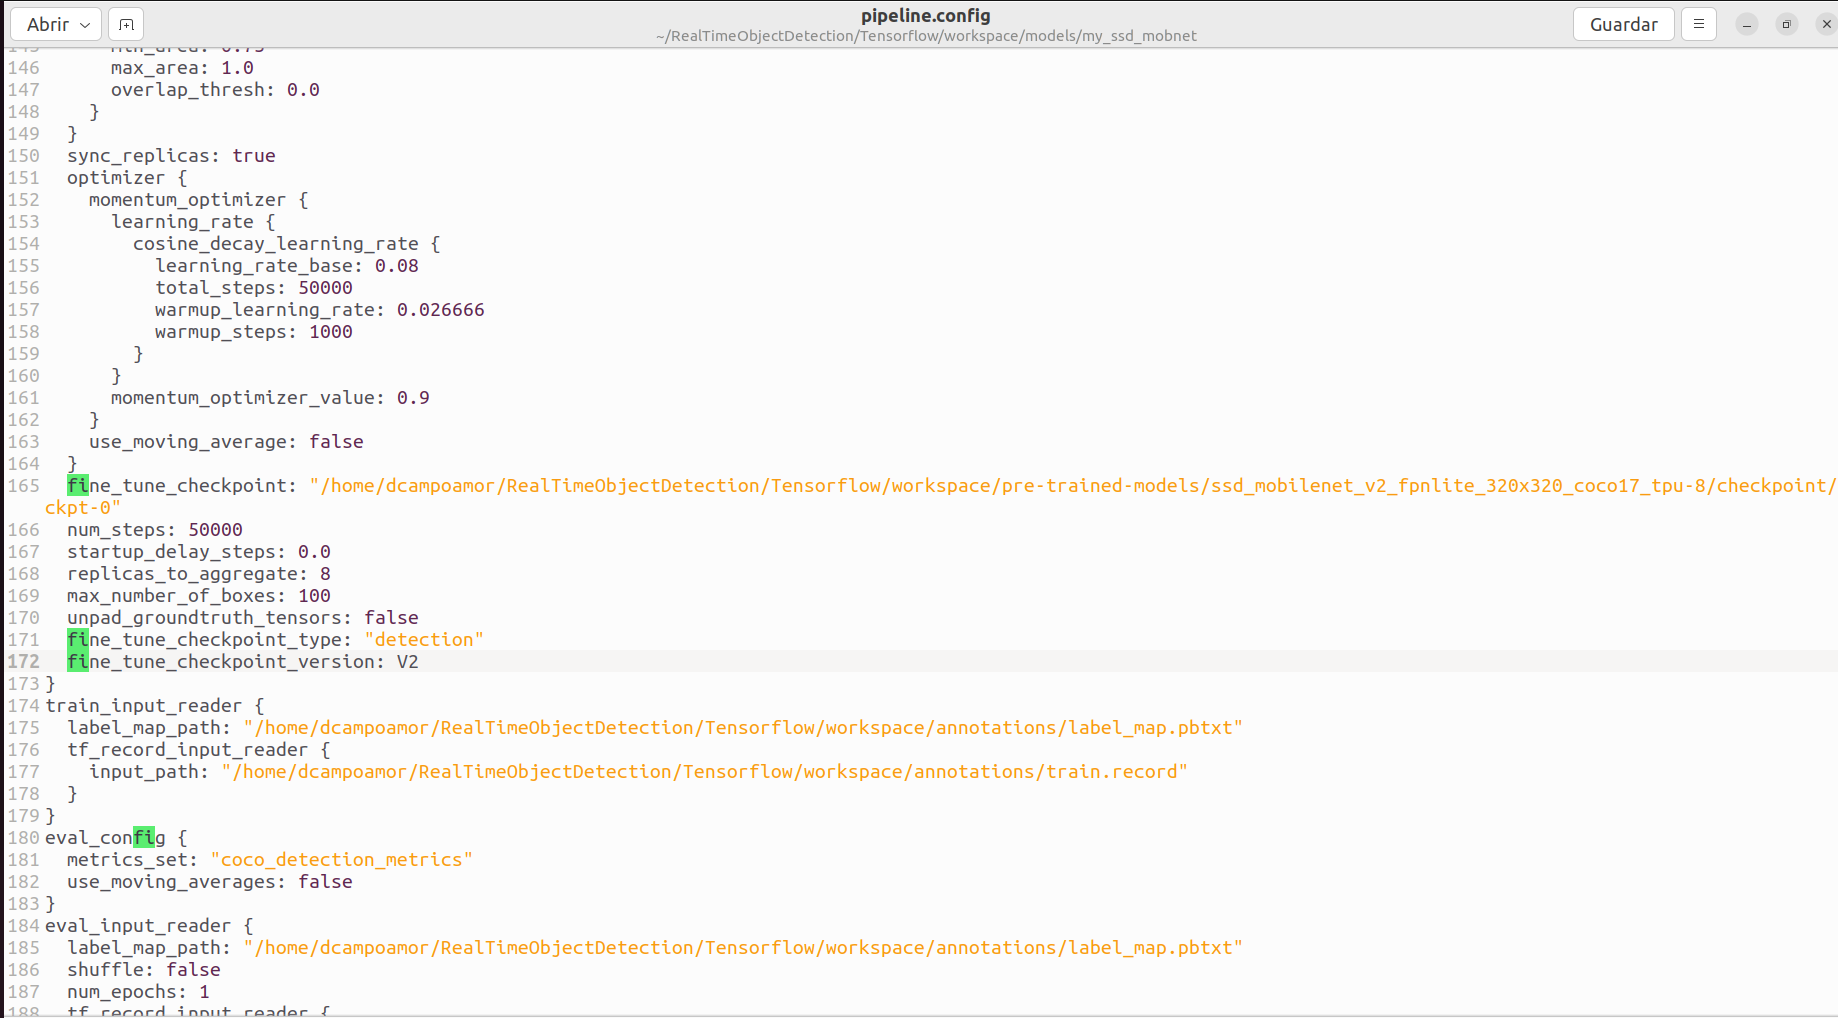 Abrir
pipeline.config
~/RealTimeObjectDetection/Tensorflow/workspace/models/my_ssd_mobnet
Guardar
146 max_area: 1.0
147 overlap_thresh: 0.0
148 }
149 }
150 sync_replicas: true
151 optimizer {
152 momentum_optimizer {
153 learning_rate {
154 cosine_decay_learning_rate {
155 learning_rate_base: 0.08
156 total_steps: 50000
157 warmup_learning_rate: 0.026666
158 warmup_steps: 1000
159 }
160 }
161 momentum_optimizer_value: 0.9
162 }
163 use_moving_average: false
164 }
165 fine_tune_checkpoint: "/home/dcampoamor/RealTimeObjectDetection/Tensorflow/workspace/pre-trained-models/ssd_mobilenet_v2_fpnlite_320x320_coco17_tpu-8/checkpoint/
ckpt-0"
166 num_steps: 50000
167 startup_delay_steps: 0.0
168 replicas_to_aggregate: 8
169 max_number_of_boxes: 100
170 unpad_groundtruth_tensors: false
171 fine_tune_checkpoint_type: "detection"
172 fine_tune_checkpoint_version: V2
173 }
174 train_input_reader {
175 label_map_path: "/home/dcampoamor/RealTimeObjectDetection/Tensorflow/workspace/annotations/label_map.pbtxt"
176 tf_record_input_reader {
177 input_path: "/home/dcampoamor/RealTimeObjectDetection/Tensorflow/workspace/annotations/train.record"
178 }
179 }
180 eval_config {
181 metrics_set: "coco_detection_metrics"
182 use_moving_averages: false
183 }
184 eval_input_reader {
185 label_map_path: "/home/dcampoamor/RealTimeObjectDetection/Tensorflow/workspace/annotations/label_map.pbtxt"
186 shuffle: false
187 num_epochs: 1
188 tf_record_input_reader {